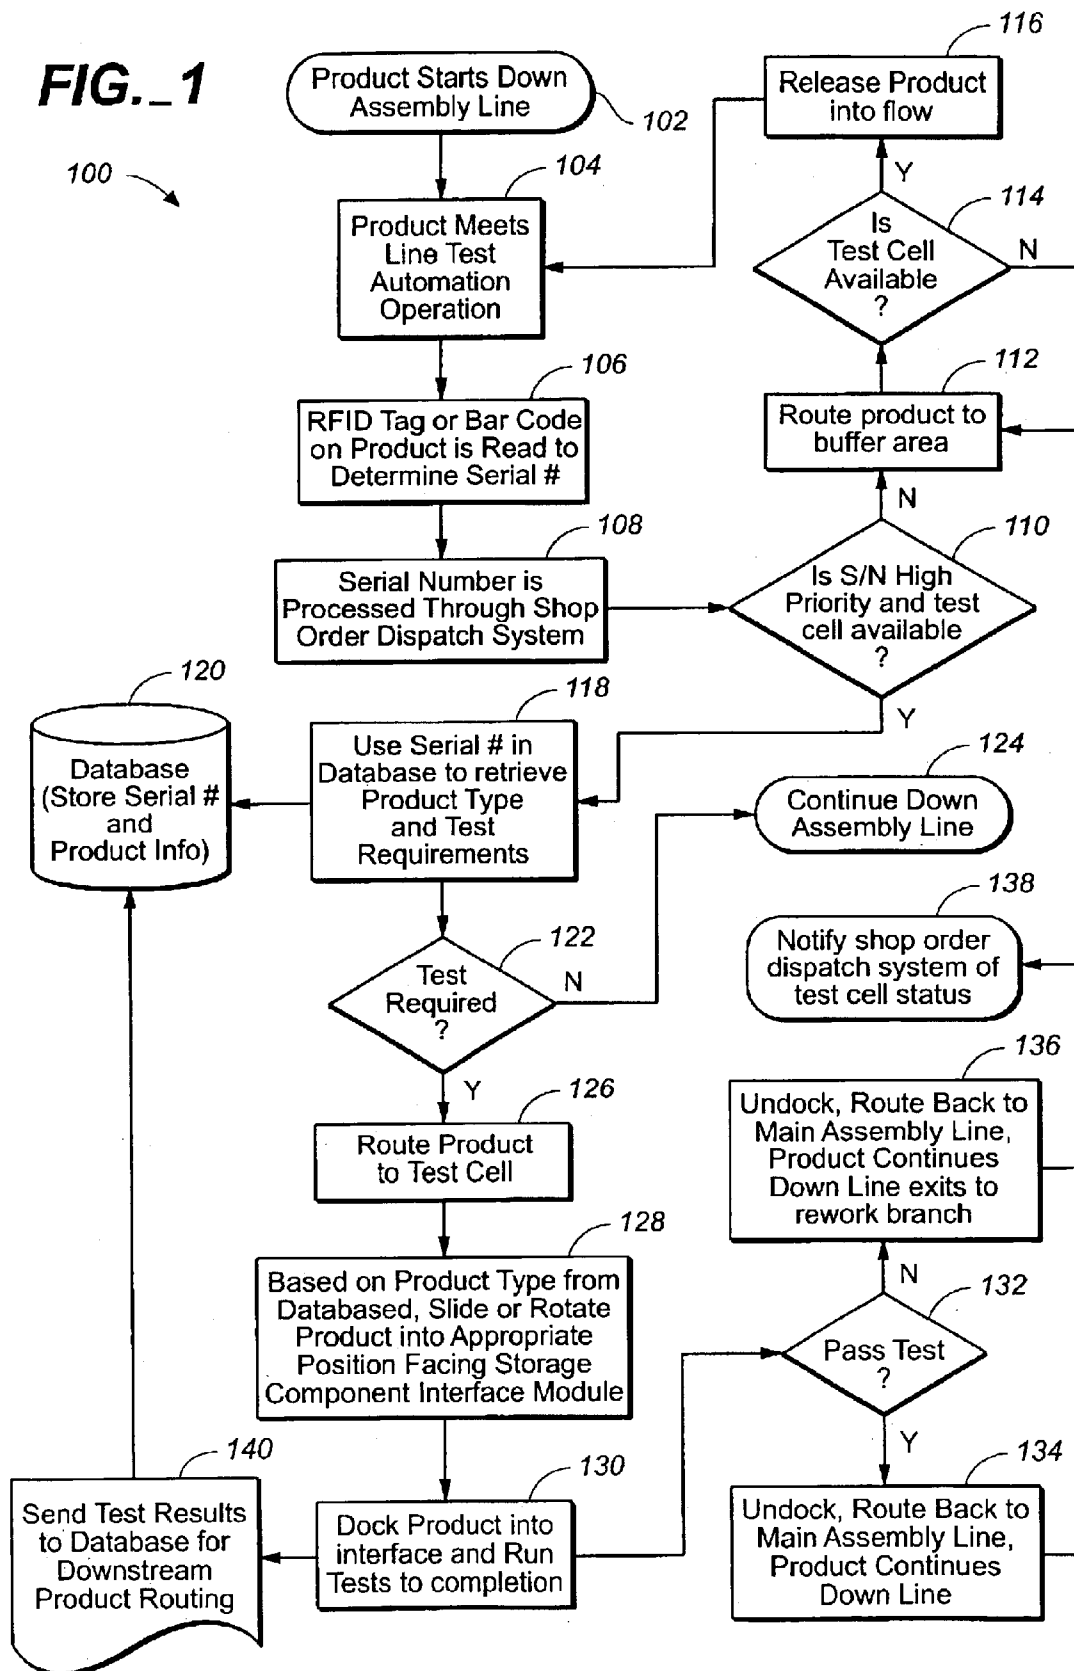 FIG._1
100
Product Starts Down
Assembly Line
102
104
Product Meets
Line Test
Automation
Operation
106
RFID Tag or Bar Code
on Product is Read to
Determine Serial #
108
Serial Number is
Processed Through Shop
Order Dispatch System
116
Release Product
into flow
Y
114
Is
Test Cell
Available
?
N
112
Route product to
buffer area
N
110
Is S/N High
Priority and test
cell available
?
Y
120
Database
(Store Serial #
and
Product Info)
118
Use Serial # in
Database to retrieve
Product Type
and Test
Requirements
124
Continue Down
Assembly Line
122
Test
Required
?
N
Y
138
Notify shop order
dispatch system of
test cell status
126
Route Product
to Test Cell
136
Undock, Route Back to
Main Assembly Line,
Product Continues
Down Line exits to
rework branch
128
Based on Product Type from
Databased, Slide or Rotate
Product into Appropriate
Position Facing Storage
Component Interface Module
N
132
Pass Test
?
Y
140
Send Test Results
to Database for
Downstream
Product Routing
130
Dock Product into
interface and Run
Tests to completion
134
Undock, Route Back to
Main Assembly Line,
Product Continues
Down Line